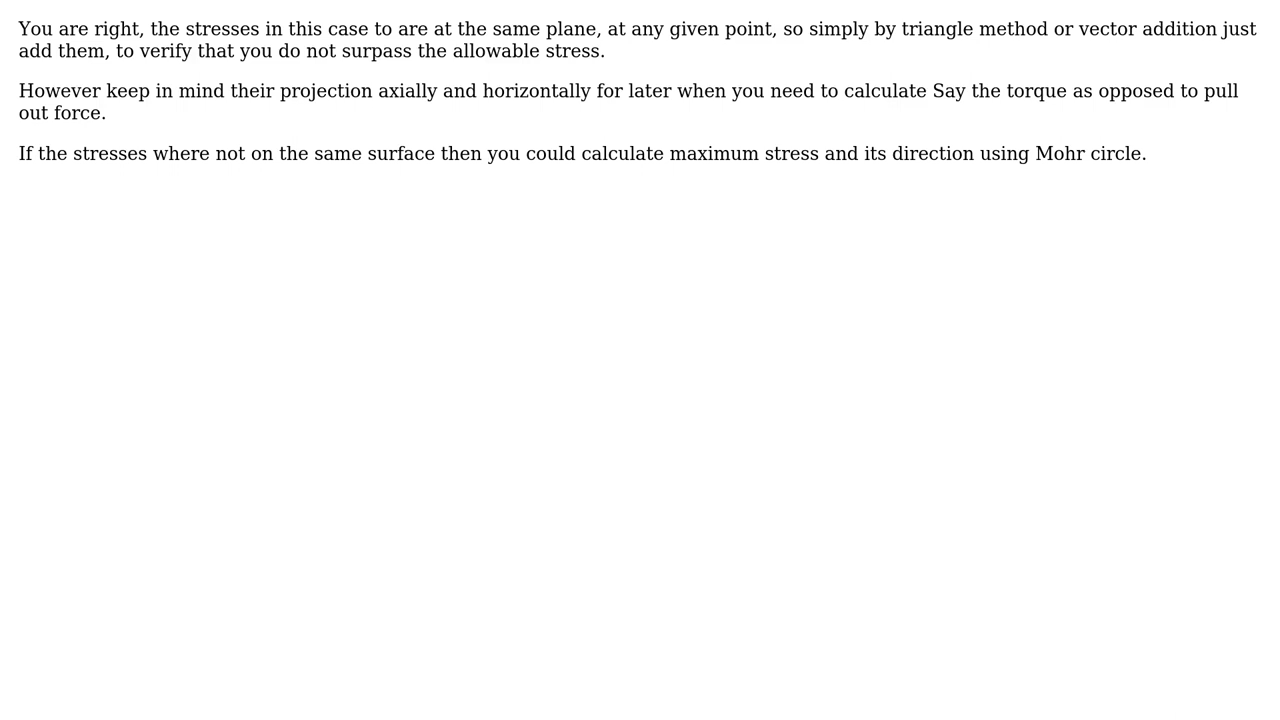 You are right, the stresses in this case to are at the same plane, at any given point, so simply by triangle method or vector addition just
add them, to verify that you do not surpass the allowable stress.
However keep in mind their projection axially and horizontally for later when you need to calculate Say the torque as opposed to pull
out force.
If the stresses where not on the same surface then you could calculate maximum stress and its direction using Mohr circle.